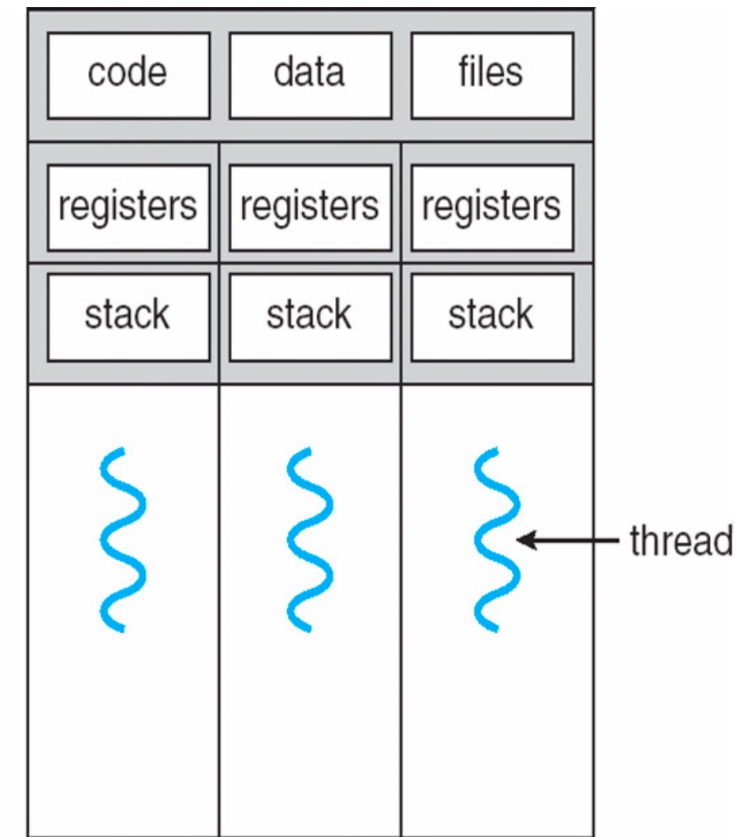 code data files
registers registers registers
stack stack stack
thread